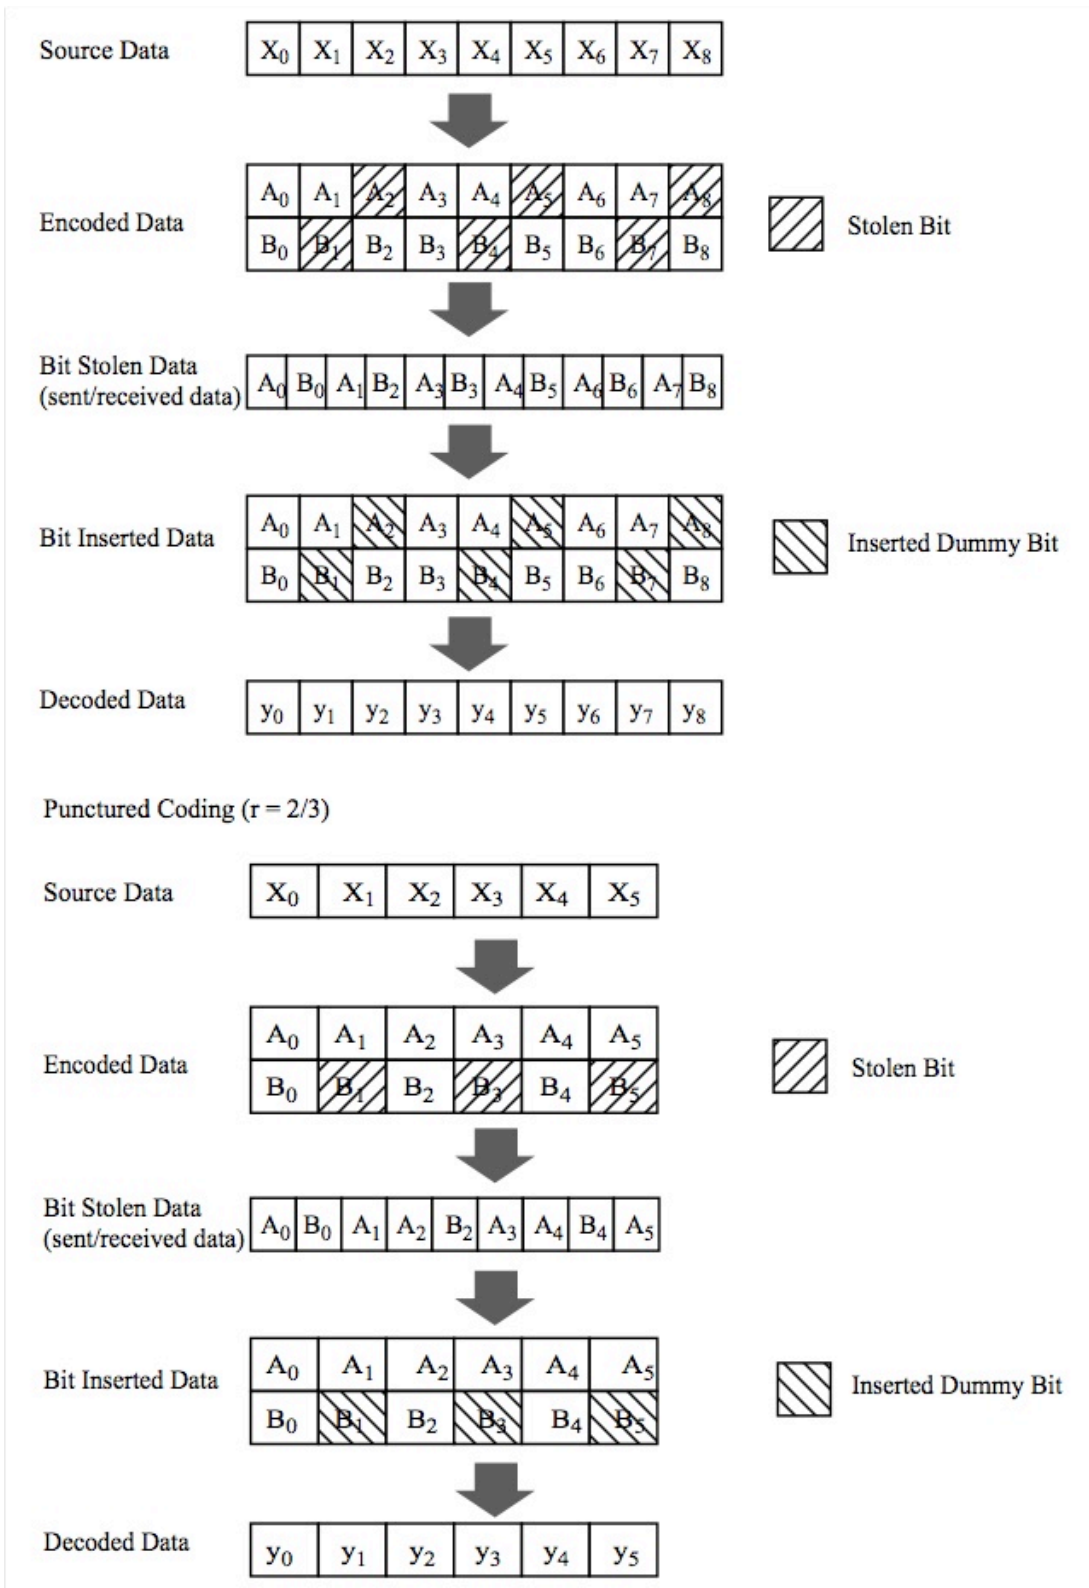 Source Data X₀ X₁ X₂ X₃ X₄ X₅ X₆ X₇ X₈
A₀ A₁ A₂ A₃ A₄ A₅ A₆ A₇ A₈
Encoded Data
B₀ B₁ B₂ B₃ B₄ B₅ B₆ B₇ B₈
Stolen Bit
Bit Stolen Data
(sent/received data)
A₀ B₀ A₁ B₂ A₃ B₃ A₄ B₅ A₆ B₆ A₇ B₈
A₀ A₁ A₂ A₃ A₄ A₅ A₆ A₇ A₈
Bit Inserted Data
B₀ B₁ B₂ B₃ B₄ B₅ B₆ B₇ B₈
Inserted Dummy Bit
Decoded Data y₀ y₁ y₂ y₃ y₄ y₅ y₆ y₇ y₈
Punctured Coding (r = 2/3)
Source Data X₀ X₁ X₂ X₃ X₄ X₅
A₀ A₁ A₂ A₃ A₄ A₅
Encoded Data
B₀ B₁ B₂ B₃ B₄ B₅
Stolen Bit
Bit Stolen Data
(sent/received data)
A₀ B₀ A₁ A₂ B₂ A₃ A₄ B₄ A₅
A₀ A₁ A₂ A₃ A₄ A₅
Bit Inserted Data
B₀ B₁ B₂ B₃ B₄ B₅
Inserted Dummy Bit
Decoded Data y₀ y₁ y₂ y₃ y₄ y₅